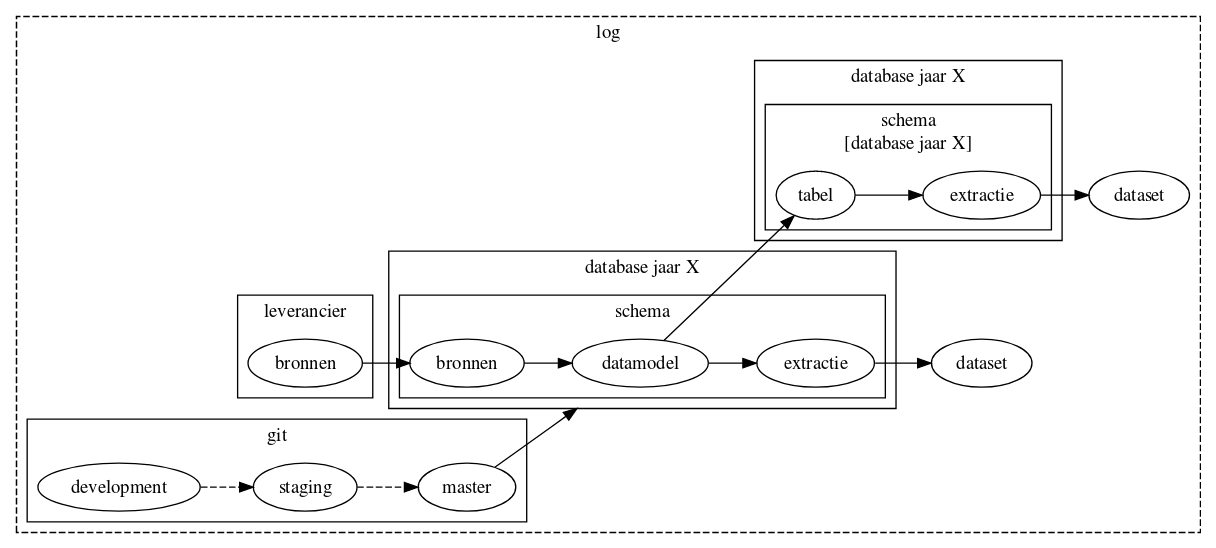 log
database jaar X
schema
[database jaar X]
tabel
extractie
dataset
database jaar X
leverancier
schema
bronnen
bronnen
datamodel
extractie
dataset
git
development
staging
master